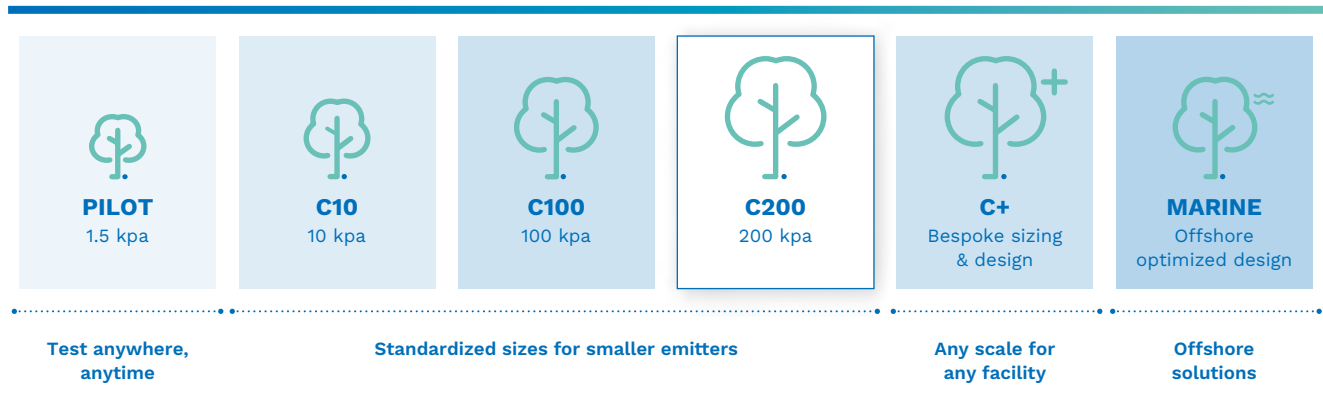 PILOT
1.5 kpa
C10
10 kpa
C100
100 kpa
C200
200 kpa
C+
Bespoke sizing
& design
MARINE
Offshore
optimized design
Test anywhere,
anytime
Standardized sizes for smaller emitters
Any scale for
any facility
Offshore
solutions